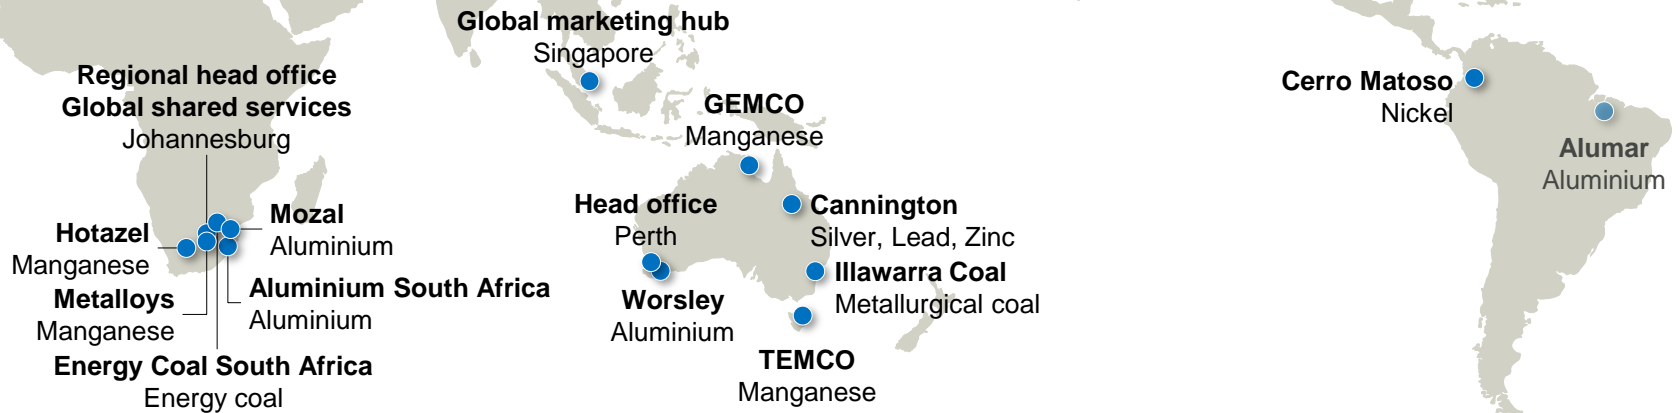 Global marketing hub
Singapore
Regional head office
Global shared services
Johannesburg
GEMCO
Manganese
Cerro Matoso
Nickel
Alumar
Aluminium
Hotazel
Manganese
Mozal
Aluminium
Head office
Perth
Cannington
Silver, Lead, Zinc
Metalloys
Manganese
Aluminium South Africa
Aluminium
Worsley
Aluminium
Illawarra Coal
Metallurgical coal
Energy Coal South Africa
Energy coal
TEMCO
Manganese